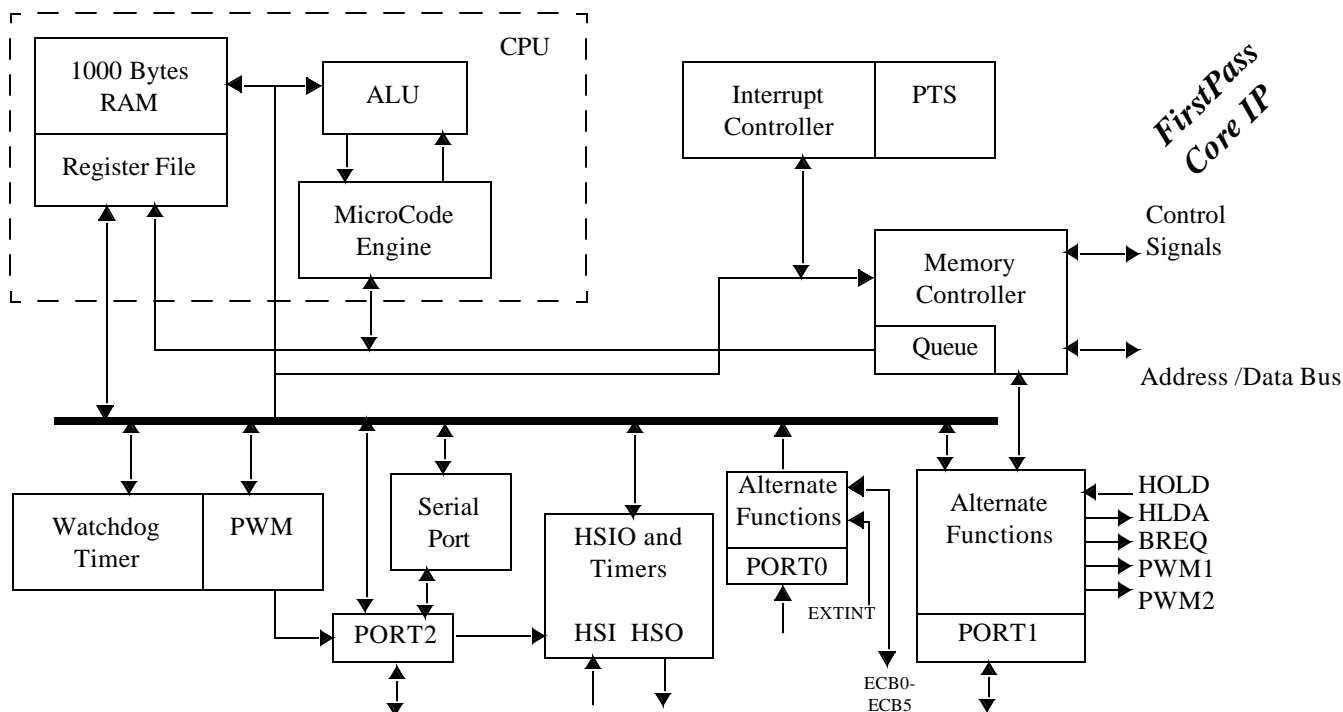 CPU
1000 Bytes
RAM
Register File
ALU
MicroCode
Engine
Interrupt
Controller
PTS
FirstPass
Core IP
Control
Signals
Memory
Controller
Queue
Address /Data Bus
Watchdog
Timer
PWM
Serial
Port
PORT2
HSIO and
Timers
HSI HSO
Alternate
Functions
PORT0
EXTINT
ECB0-
ECB5
Alternate
Functions
PORT1
HOLD
HLDA
BREQ
PWM1
PWM2